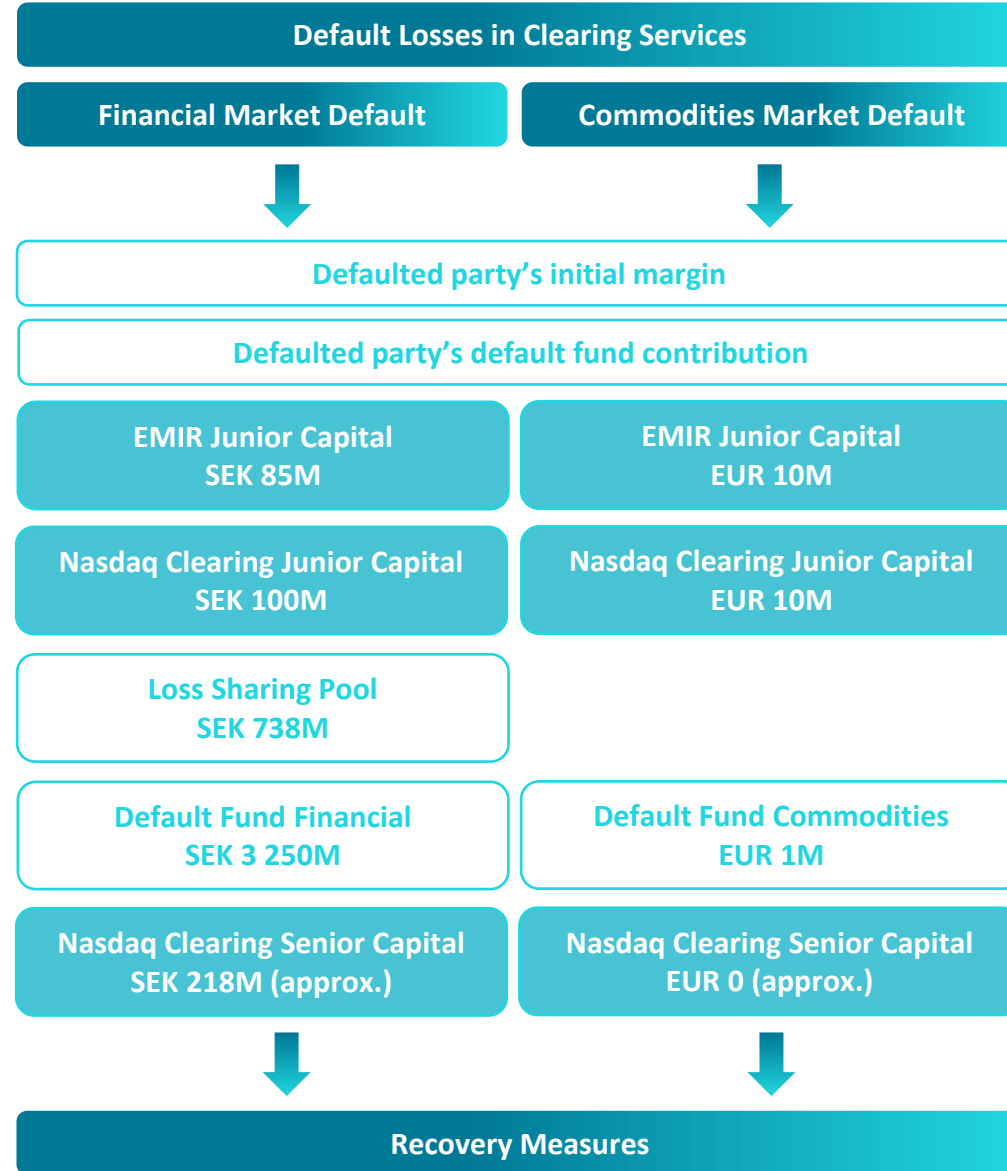 Default Losses in Clearing Services
Financial Market Default
Commodities Market Default
Defaulted party’s initial margin
Defaulted party’s default fund contribution
EMIR Junior Capital
SEK 85M
EMIR Junior Capital
EUR 10M
Nasdaq Clearing Junior Capital
SEK 100M
Nasdaq Clearing Junior Capital
EUR 10M
Loss Sharing Pool
SEK 738M
Default Fund Financial
SEK 3 250M
Default Fund Commodities
EUR 1M
Nasdaq Clearing Senior Capital
SEK 218M (approx.)
Nasdaq Clearing Senior Capital
EUR 0 (approx.)
Recovery Measures